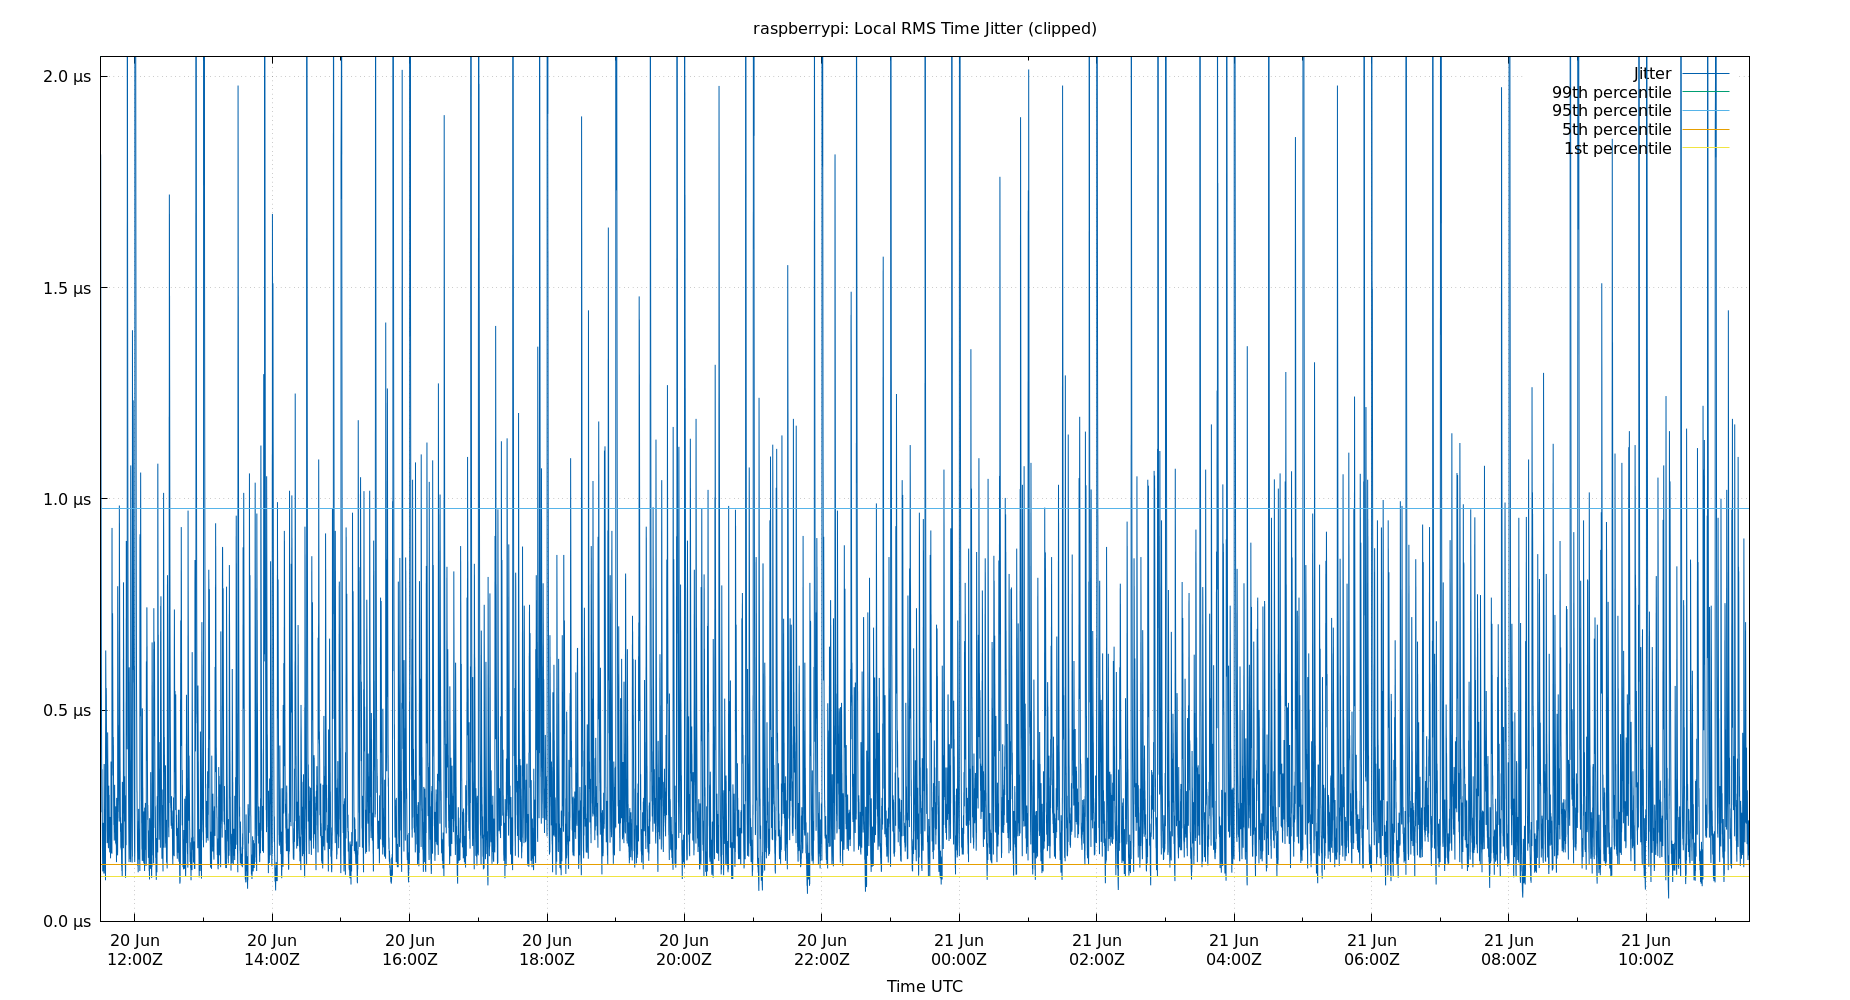 raspberrypi: Local RMS Time Jitter (clipped)
2.0 µs
1.5 µs
1.0 µs
0.5 µs
0.0 µs
Jitter
99th percentile
95th percentile
5th percentile
1st percentile
20 Jun 20 Jun 20 Jun 20 Jun 20 Jun 20 Jun 21 Jun 21 Jun 21 Jun 21 Jun 21 Jun 21 Jun
12:00Z 14:00Z 16:00Z 18:00Z 20:00Z 22:00Z 00:00Z 02:00Z 04:00Z 06:00Z 08:00Z 10:00Z
Time UTC